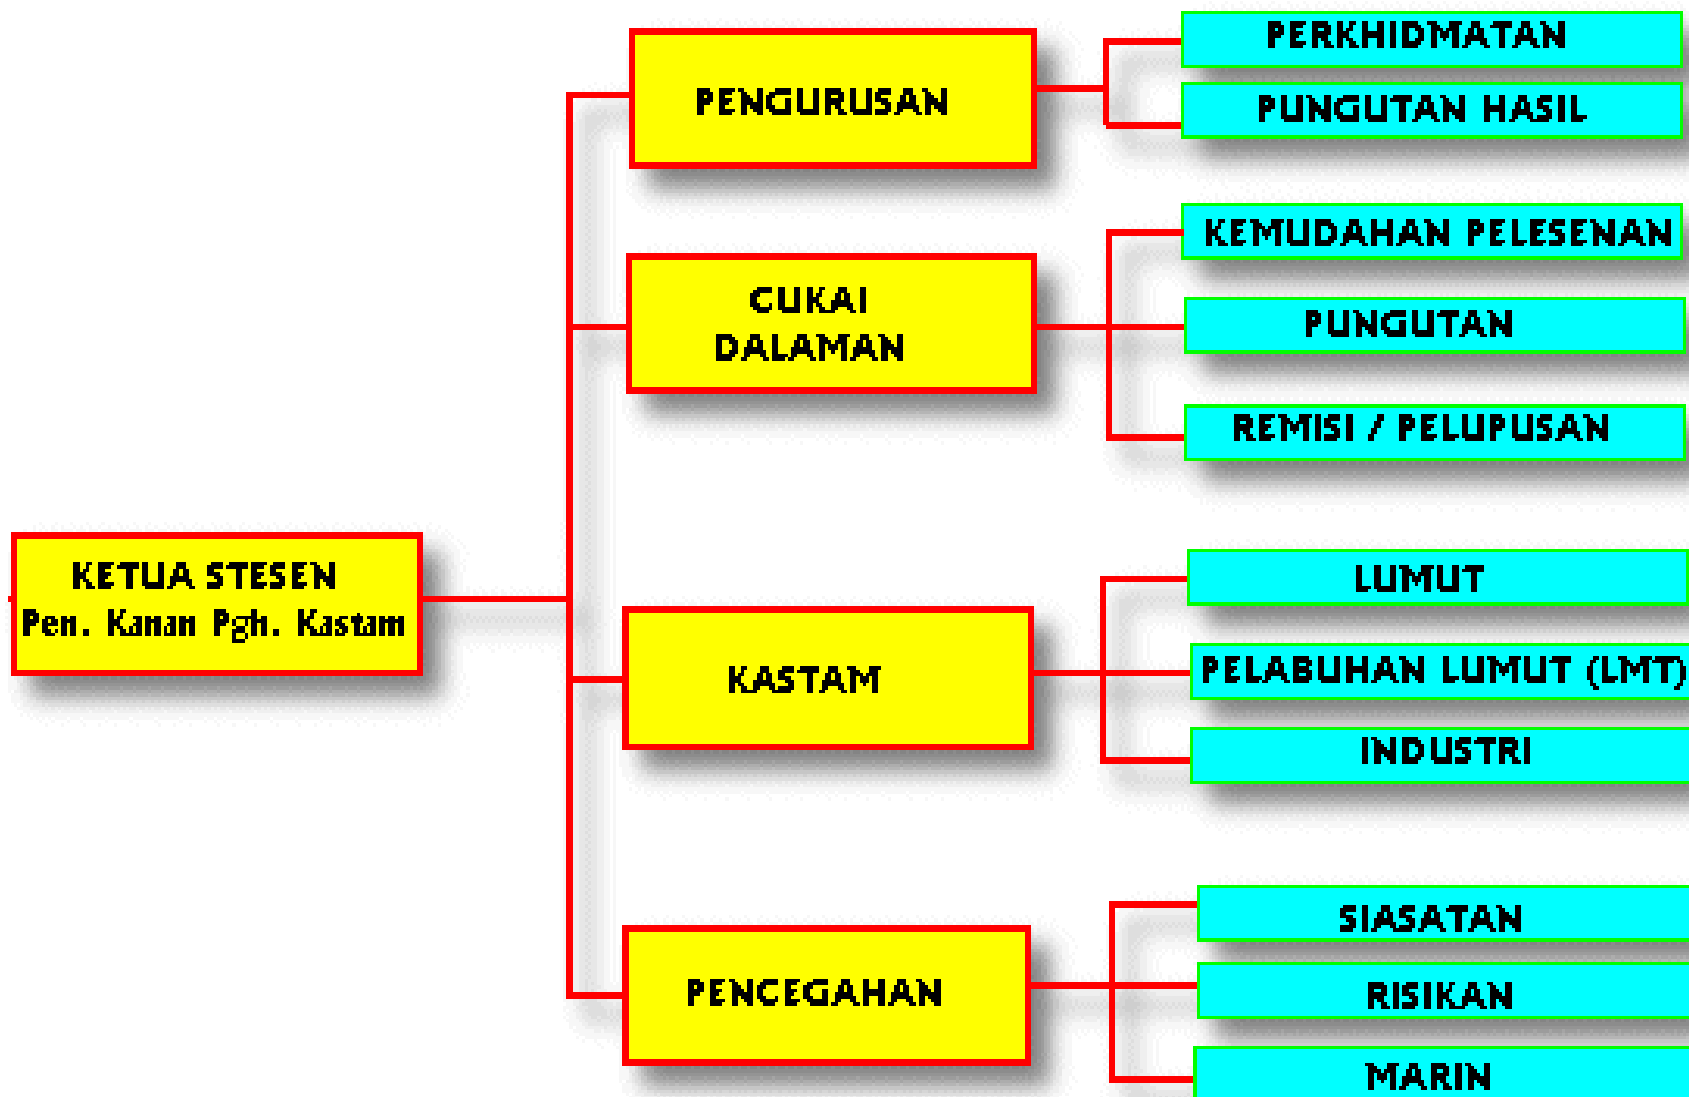 KETUA STESEN
Pen. Kanan Pgh. Kastam
PENGURUSAN
PERKHIDMATAN
PUNGUTAN HASIL
CUKAI
DALAMAN
KEMUDAHAN PELESENAN
PUNGUTAN
REMISI / PELUPUSAN
KASTAM
LUMUT
PELABUHAN LUMUT (LMT)
INDUSTRI
PENCEGAHAN
SIASATAN
RISIKAN
MARIN